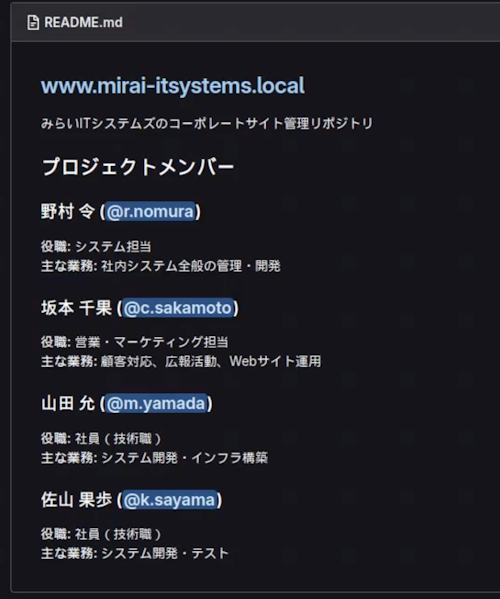 README.md
www.mirai-itsystems.local
みらいITシステムズのコーポレートサイト管理リポジトリ
プロジェクトメンバー
野村 令 (@r.nomura)
役職: システム担当
主な業務: 社内システム全般の管理・開発
坂本 千果 (@c.sakamoto)
役職: 営業・マーケティング担当
主な業務: 顧客対応、広報活動、Webサイト運用
山田 允 (@m.yamada)
役職: 社員 ( 技術職 )
主な業務: システム開発・インフラ構築
佐山 果歩 (@k.sayama)
役職: 社員 ( 技術職 )
主な業務: システム開発・テスト